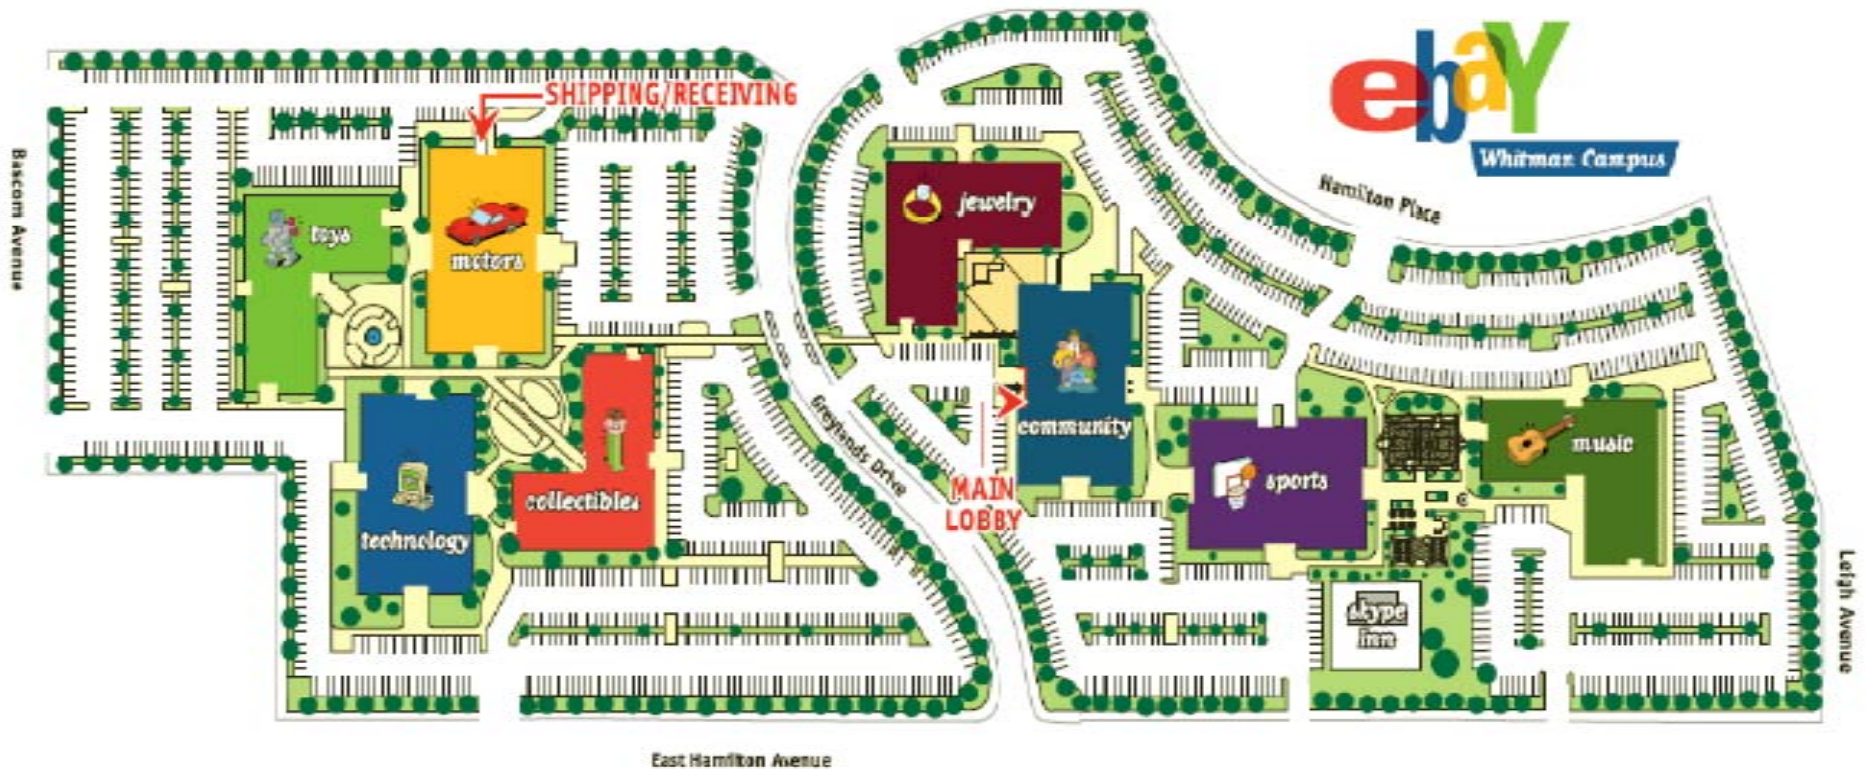 ebay
Whitman Campus
SHIPPING/RECEIVING
Bascom Avenue
Hamilton Place
toys
motors
jewelry
community
Greylands Drive
MAIN
LOBBY
technology
collectibles
sports
music
skype
inn
Leigh Avenue
East Hamilton Avenue